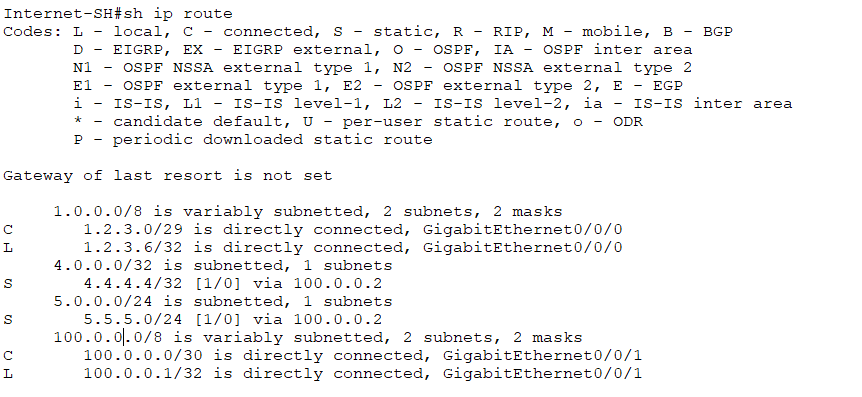 Internet-SH#sh ip route
Codes: L - local, C - connected, S - static, R - RIP, M - mobile, B - BGP
       D - EIGRP, EX - EIGRP external, O - OSPF, IA - OSPF inter area
       N1 - OSPF NSSA external type 1, N2 - OSPF NSSA external type 2
       E1 - OSPF external type 1, E2 - OSPF external type 2, E - EGP
       i - IS-IS, L1 - IS-IS level-1, L2 - IS-IS level-2, ia - IS-IS inter area
       * - candidate default, U - per-user static route, o - ODR
       P - periodic downloaded static route

Gateway of last resort is not set

     1.0.0.0/8 is variably subnetted, 2 subnets, 2 masks
C       1.2.3.0/29 is directly connected, GigabitEthernet0/0/0
L       1.2.3.6/32 is directly connected, GigabitEthernet0/0/0
     4.0.0.0/32 is subnetted, 1 subnets
S       4.4.4.4/32 [1/0] via 100.0.0.2
     5.0.0.0/24 is subnetted, 1 subnets
S       5.5.5.0/24 [1/0] via 100.0.0.2
     100.0.0.0/8 is variably subnetted, 2 subnets, 2 masks
C       100.0.0.0/30 is directly connected, GigabitEthernet0/0/1
L       100.0.0.1/32 is directly connected, GigabitEthernet0/0/1